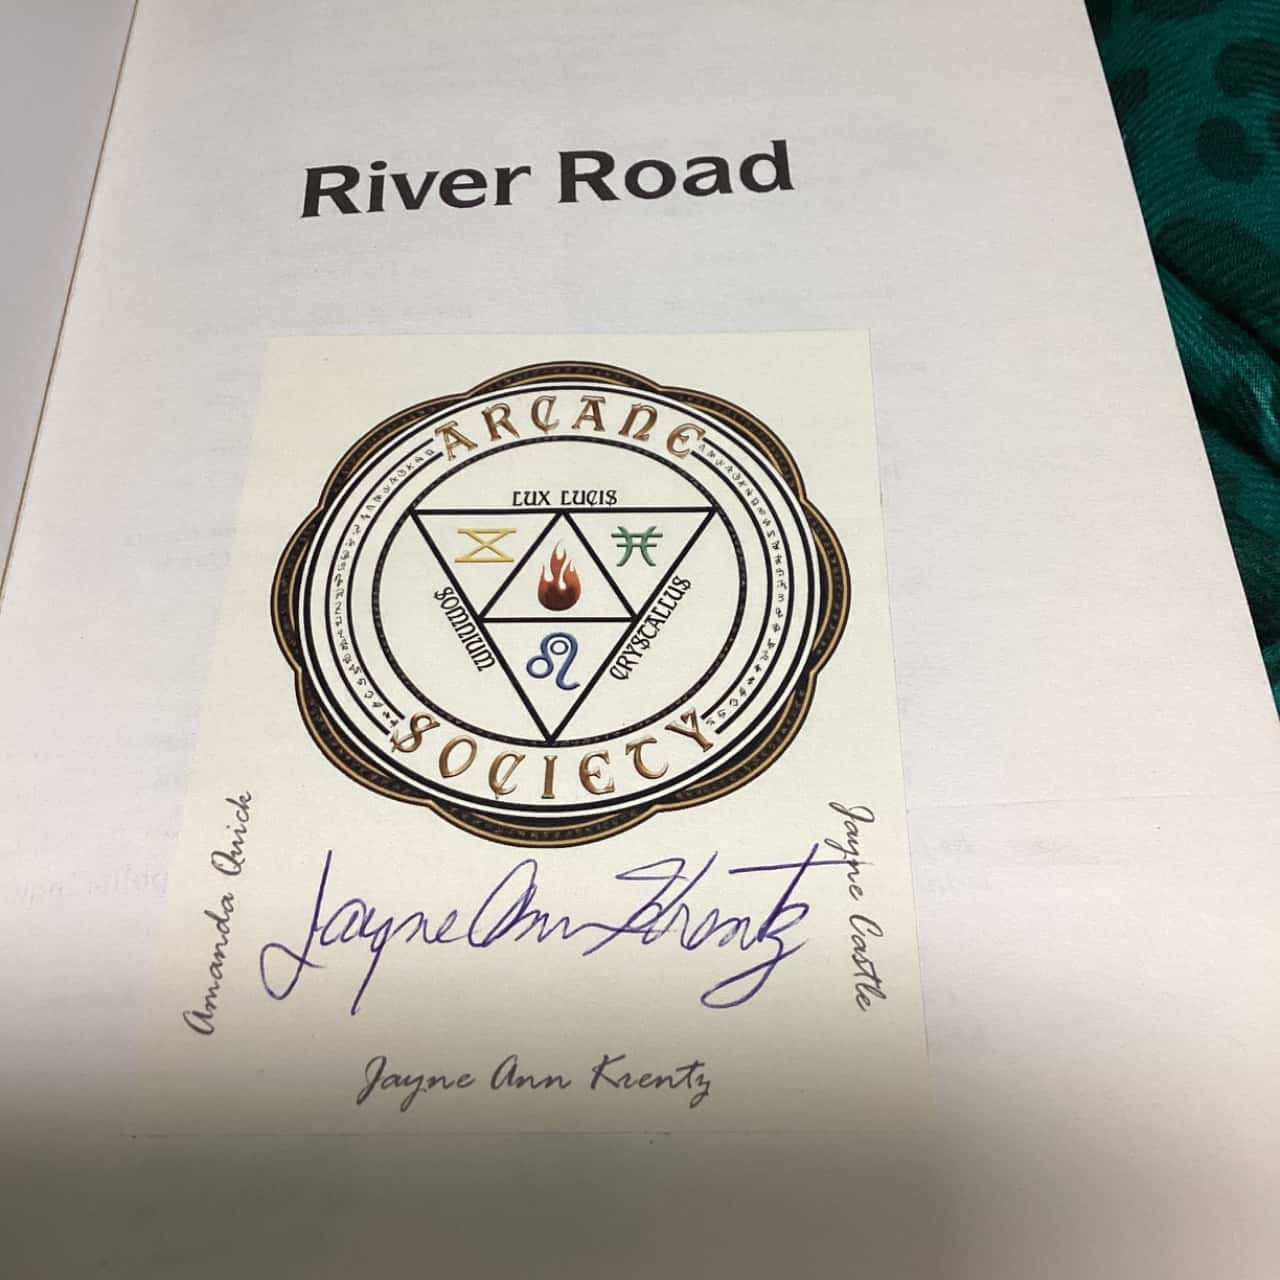 River Road
ARCANE
LUX LUCIS
SOMNIUM
CRYSTALLUS
SOCIETY
Amanda Quick
Jayne Castle
Jayne Ann Krentz
Jayne Ann Krentz